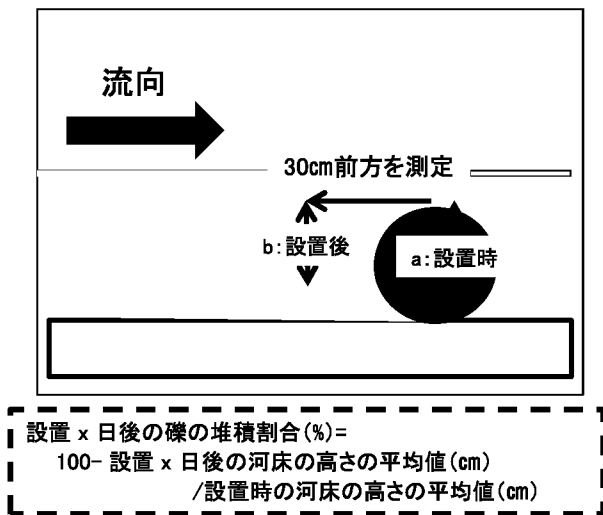 流向
30cm前方を測定
b:設置後
a:設置時
設置 x 日後の礫の堆積割合(%)=
100- 設置 x 日後の河床の高さの平均値(cm)
/設置時の河床の高さの平均値(cm)